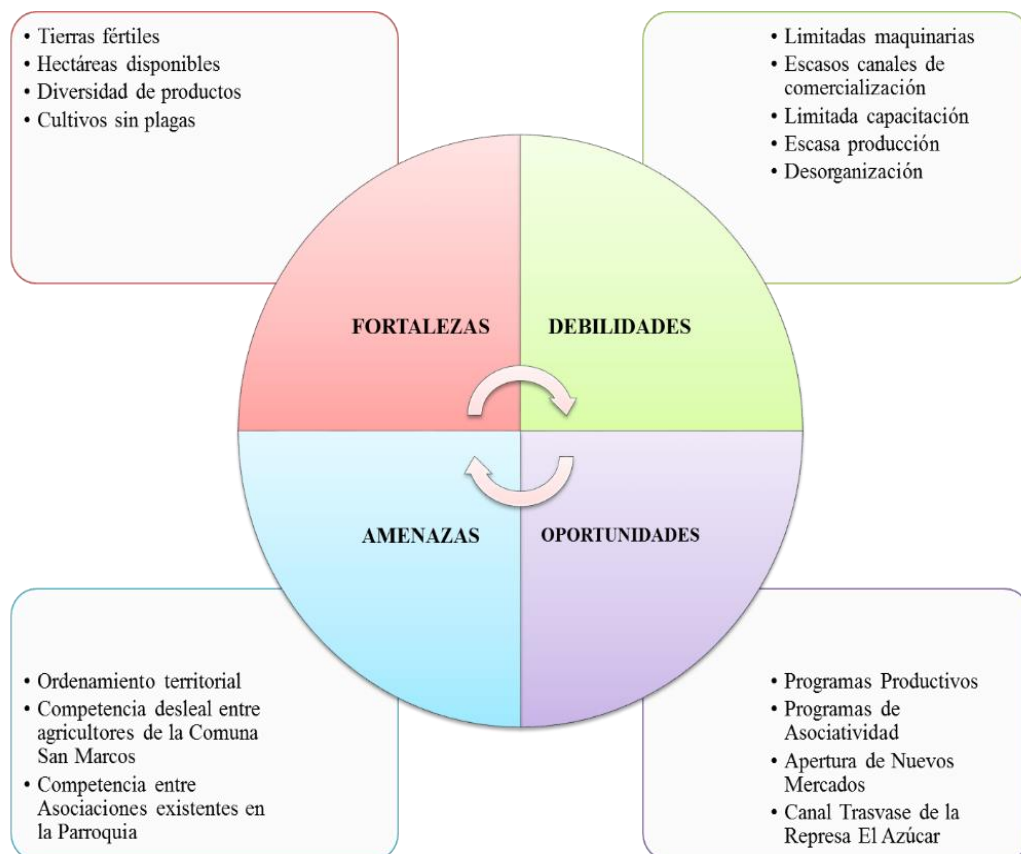 • Tierras fértiles
• Hectáreas disponibles
• Diversidad de productos
• Cultivos sin plagas
• Limitadas maquinarias
• Escasos canales de
comercialización
• Limitada capacitación
• Escasa producción
• Desorganización
FORTALEZAS
DEBILIDADES
AMENAZAS
OPORTUNIDADES
• Ordenamiento territorial
• Competencia desleal entre
agricultores de la Comuna
San Marcos
• Competencia entre
Asociaciones existentes en
la Parroquia
• Programas Productivos
• Programas de
Asociatividad
• Apertura de Nuevos
Mercados
• Canal Trasvase de la
Represa El Azúcar